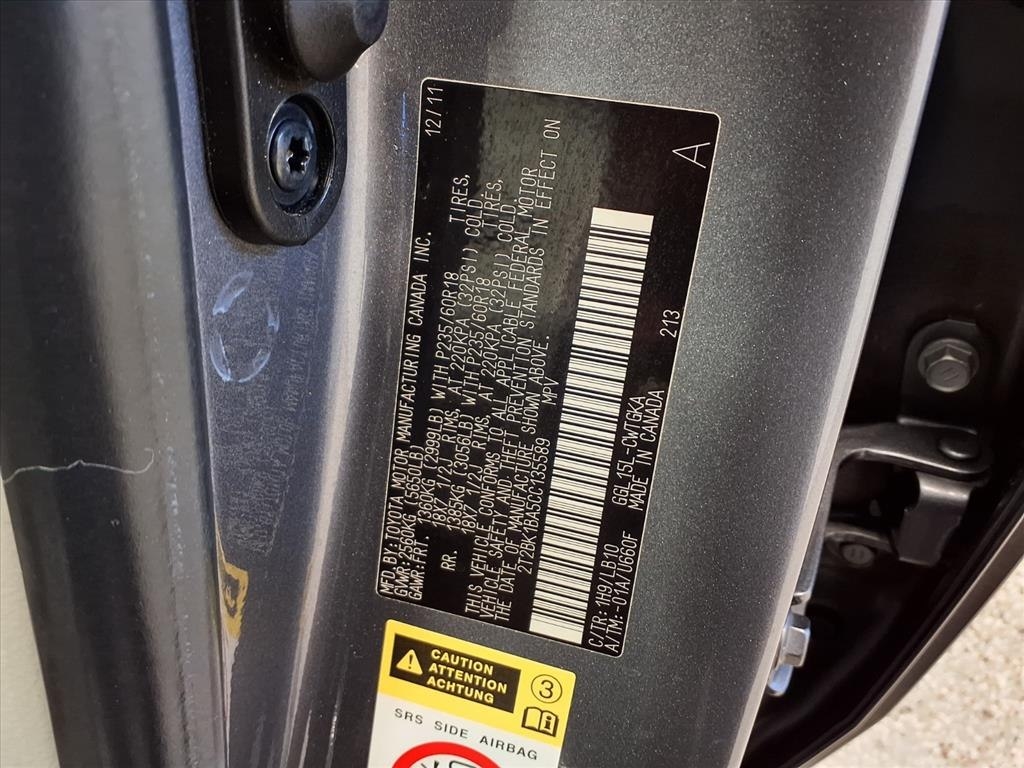 MFD.BY:TOYOTA MOTOR MANUFACTURING CANADA INC. 12/11
GVWR:2560KG (5650LB)
GAWR:FRT. 1360KG (2999LB) WITH P235/60R18 TIRES,
18X7 1/2J RIMS, AT 220KPA (32PSI) COLD
RR. 1385KG (3056LB) WITH P235/60R18 TIRES,
18X7 1/2J RIMS, AT 220KPA (32PSI) COLD.
THIS VEHICLE CONFORMS TO ALL APPLICABLE FEDERAL MOTOR
VEHICLE SAFETY AND THEFT PREVENTION STANDARDS IN EFFECT ON
THE DATE OF MANUFACTURE SHOWN ABOVE.
2T2BK1BA5CC135589 MPV
A
C/TR:1H9/LB10 GGL15L-CWTGKA 213
A/TM:-01A/U660F MADE IN CANADA
CAUTION
ATTENTION
ACHTUNG
3
SRS SIDE AIRBAG